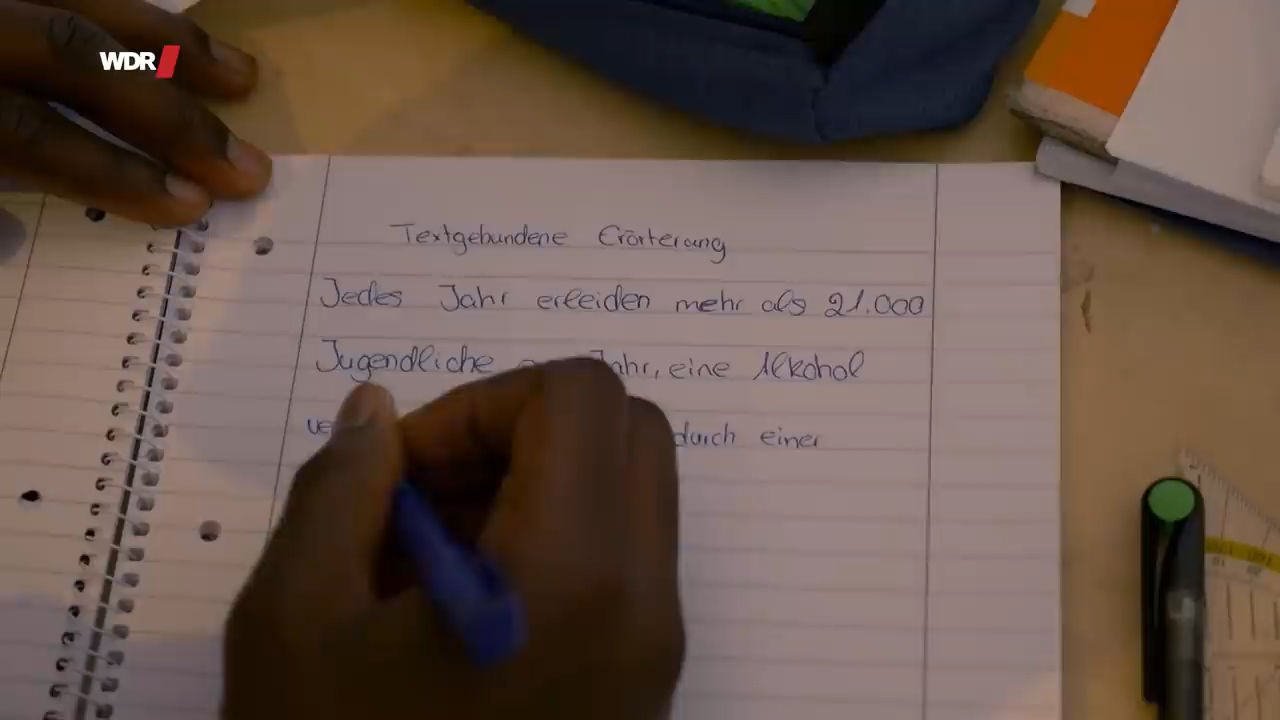 WDR
Textgebundene Erörterung
Jedes Jahr erleiden mehr als 21.000
Jugendliche Jahr, eine Alkohol
durch einer